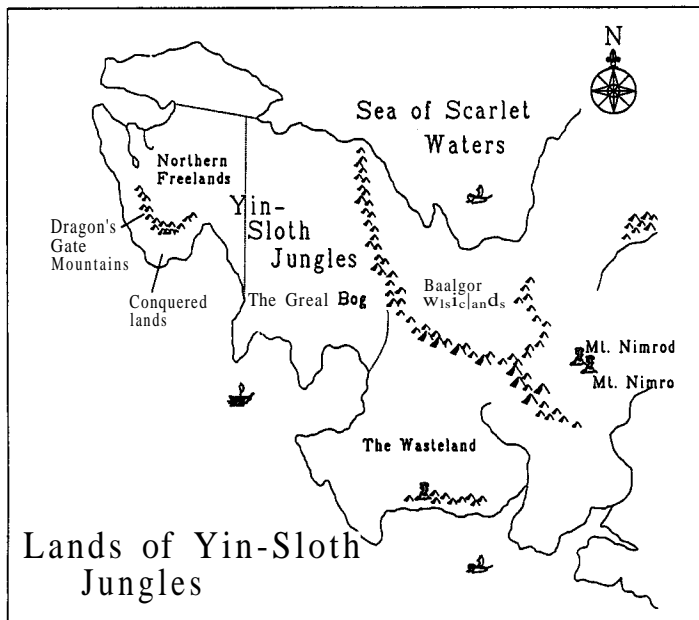 N
Sea of Scarlet
Waters
Northern
Freelands
Yin-
Sloth
Jungles
Dragon's
Gate
Mountains
Baalgor
Conquered
lands
The Greal Bog
Mt. Nimrod
Mt. Nimro
The Wasteland
Lands of Yin-Sloth
Jungles